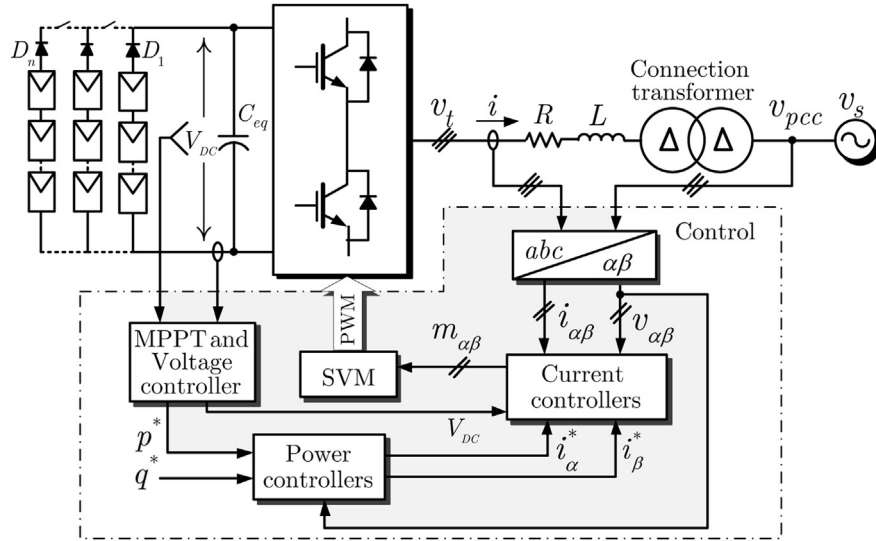 Connection
transformer
D_n
D_1
V_DC
C_eq
v_t
i
R
L
v_pcc
v_s
Δ
Δ
Control
abc
αβ
PWM
i_αβ
v_αβ
MPPT and
Voltage
controller
SVM
m_αβ
Current
controllers
V_DC
p*
q*
Power
controllers
i*_α
i*_β